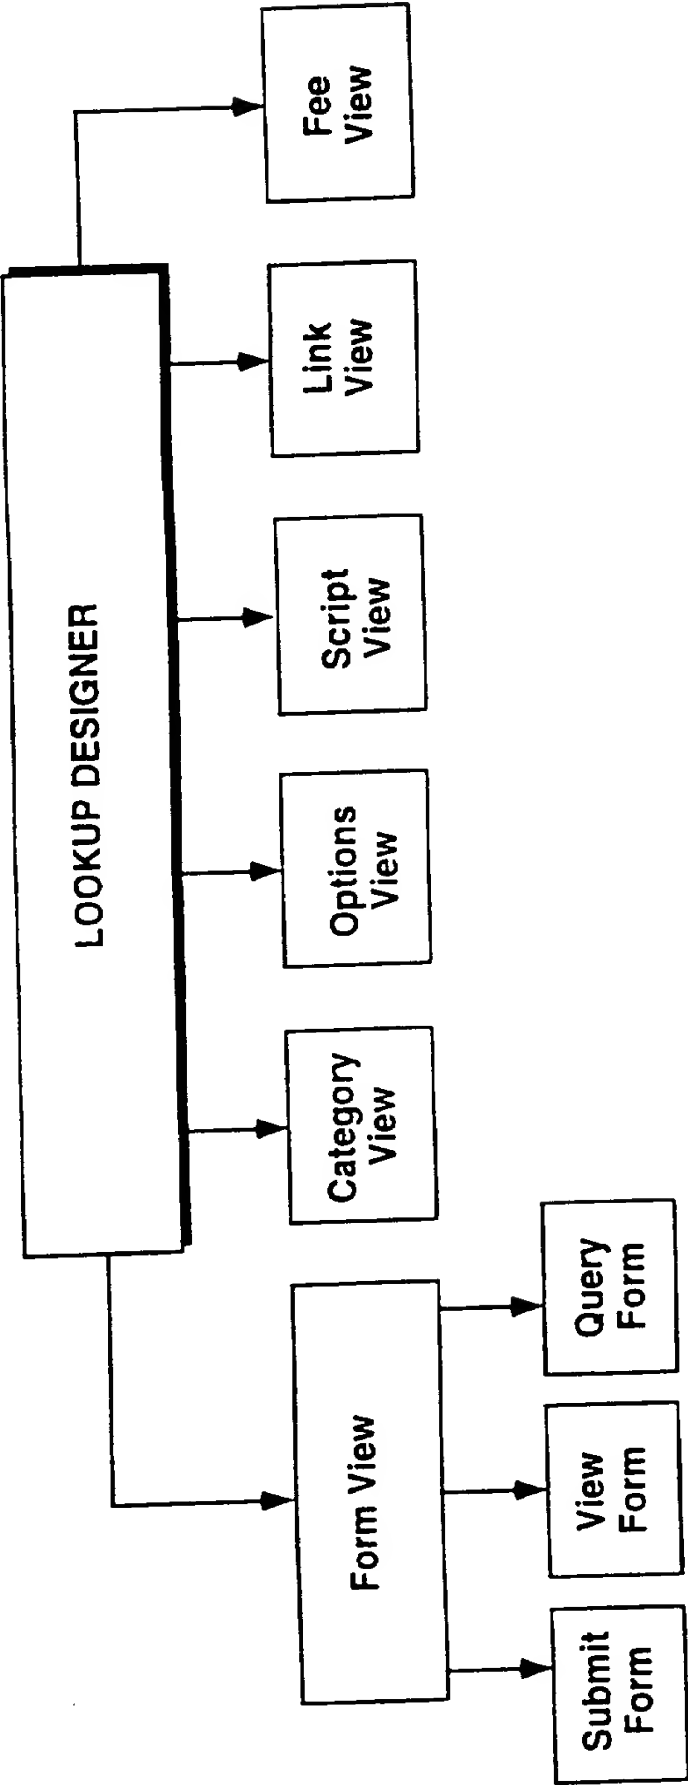 LOOKUP DESIGNER
Form View
Category
View
Options
View
Script
View
Link
View
Fee
View
Submit
Form
View
Form
Query
Form